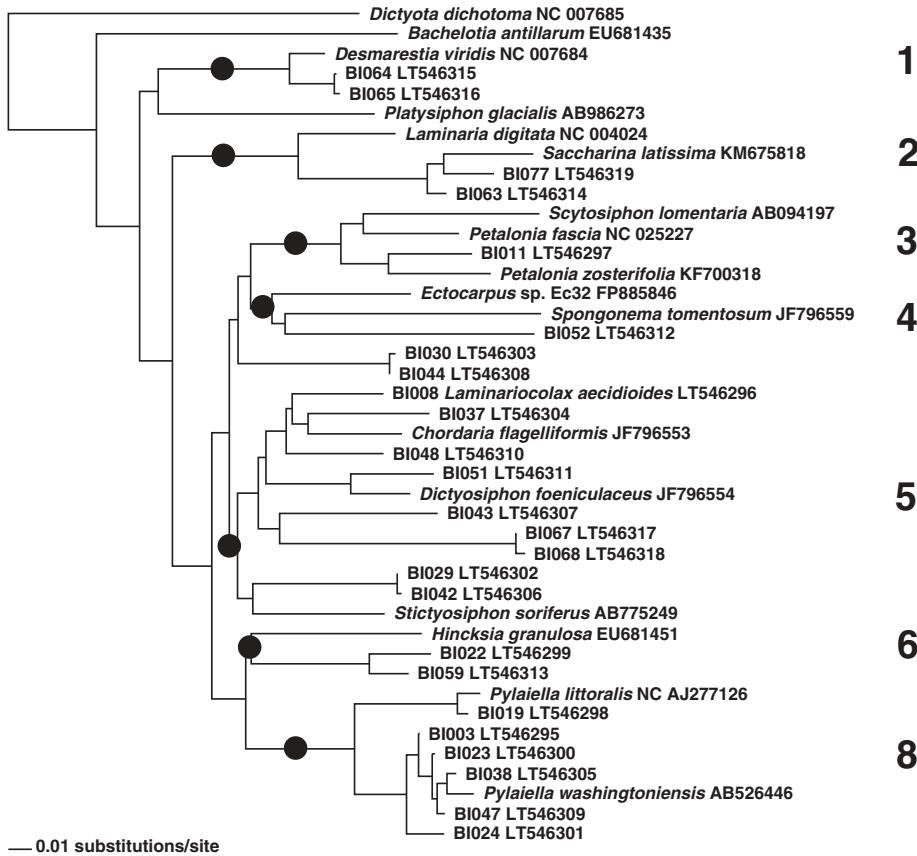 Dictyota dichotoma NC 007685
Bachelotia antillarum EU681435
Desmarestia viridis NC 007684
1
BI064 LT546315
BI065 LT546316
Platysiphon glacialis AB986273
Laminaria digitata NC 004024
2
Saccharina latissima KM675818
BI077 LT546319
BI063 LT546314
Scytosiphon lomentaria AB094197
Petalonia fascia NC 025227
3
BI011 LT546297
Petalonia zosterifolia KF700318
Ectocarpus sp. Ec32 FP885846
Spongonema tomentosum JF796559
4
BI052 LT546312
BI030 LT546303
BI044 LT546308
BI008 Laminariocolax aecidioides LT546296
BI037 LT546304
Chordaria flagelliformis JF796553
BI048 LT546310
BI051 LT546311
Dictyosiphon foeniculaceus JF796554
5
BI043 LT546307
BI067 LT546317
BI068 LT546318
BI029 LT546302
BI042 LT546306
Stictyosiphon soriferus AB775249
Hincksia granulosa EU681451
6
BI022 LT546299
BI059 LT546313
Pylaiella littoralis NC AJ277126
BI019 LT546298
BI003 LT546295
BI023 LT546300
8
BI038 LT546305
Pylaiella washingtoniensis AB526446
BI047 LT546309
BI024 LT546301
0.01 substitutions/site